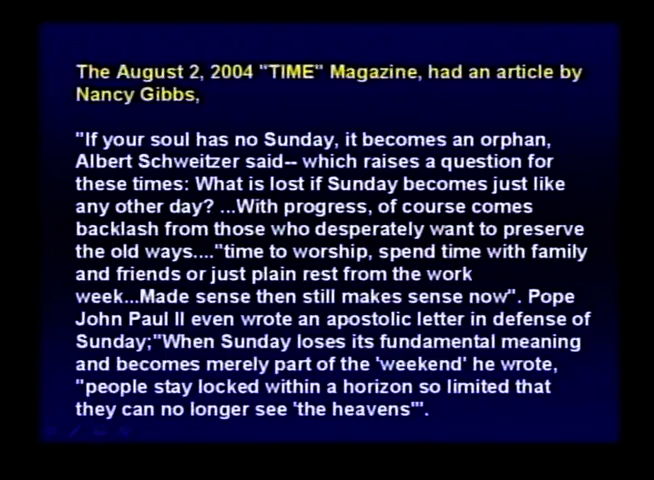 The August 2, 2004 "TIME" Magazine, had an article by
Nancy Gibbs,
"If your soul has no Sunday, it becomes an orphan,
Albert Schweitzer said-- which raises a question for
these times: What is lost if Sunday becomes just like
any other day? ...With progress, of course comes
backlash from those who desperately want to preserve
the old ways...."time to worship, spend time with family
and friends or just plain rest from the work
week...Made sense then still makes sense now". Pope
John Paul II even wrote an apostolic letter in defense of
Sunday;"When Sunday loses its fundamental meaning
and becomes merely part of the 'weekend' he wrote,
"people stay locked within a horizon so limited that
they can no longer see 'the heavens'".